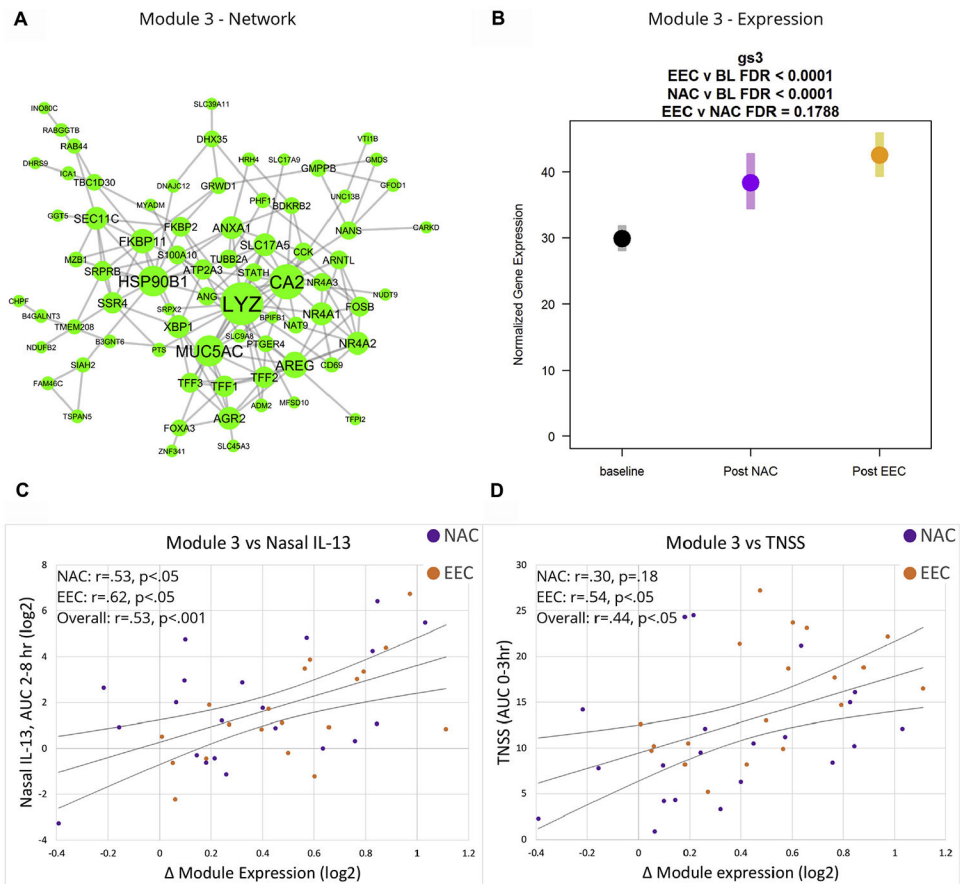 A
Module 3 - Network
INO80C
SLC39A11
RABGGTB
RAB44
DHX35
VTI1B
DHRS9
ICA1
HRH4
SLC17A9
GMPPB
GMDS
TBC1D30
DNAJC12
GRWD1
GFOD1
UNC13B
MYADM
PHF11
BDKRB2
GGT5
SEC11C
FKBP2
ANXA1
NANS
CARKD
FKBP11
SLC17A5
S100A10
TUBB2A
CCK
ARNTL
MZB1
SRPRB
ATP2A3
STATH
HSP90B1
CA2
NR4A3
NUDT9
CHPF
SSR4
ANG
LYZ
FOSB
B4GALNT3
SRPX2
BPIFB1
NR4A1
TMEM208
XBP1
NAT9
NDUFB2
B3GNT6
PTS
SLC9A8
PTGER4
NR4A2
MUC5AC
SIAH2
AREG
CD69
FAM46C
TFF3
TFF1
TFF2
TSPAN5
ADM2
MFSD10
AGR2
TFPI2
FOXA3
ZNF341
SLC45A3
B
Module 3 - Expression
gs3
EEC v BL FDR < 0.0001
NAC v BL FDR < 0.0001
EEC v NAC FDR = 0.1788
Normalized Gene Expression
40
30
20
10
0
baseline
Post NAC
Post EEC
C
Module 3 vs Nasal IL-13
NAC
EEC
NAC: r=.53, p<.05
EEC: r=.62, p<.05
Overall: r=.53, p<.001
Nasal IL-13, AUC 2-8 hr (log2)
8
6
4
2
0
-2
-4
-0.4
-0.2
0
0.2
0.4
0.6
0.8
1
1.2
Δ Module Expression (log2)
D
Module 3 vs TNSS
NAC
EEC
NAC: r=.30, p=.18
EEC: r=.54, p<.05
Overall: r=.44, p<.05
TNSS (AUC 0-3hr)
30
25
20
15
10
5
0
-0.4
-0.2
0
0.2
0.4
0.6
0.8
1
1.2
Δ Module expression (log2)